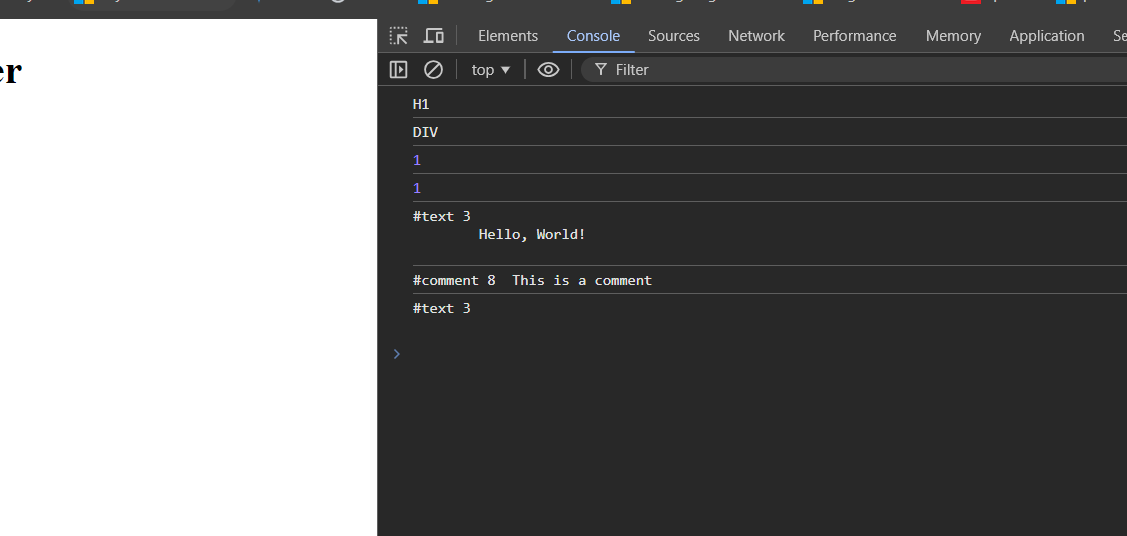 er
Elements Console Sources Network Performance Memory Application Se
top Filter
H1
DIV
1
1
#text 3
Hello, World!
#comment 8 This is a comment
#text 3